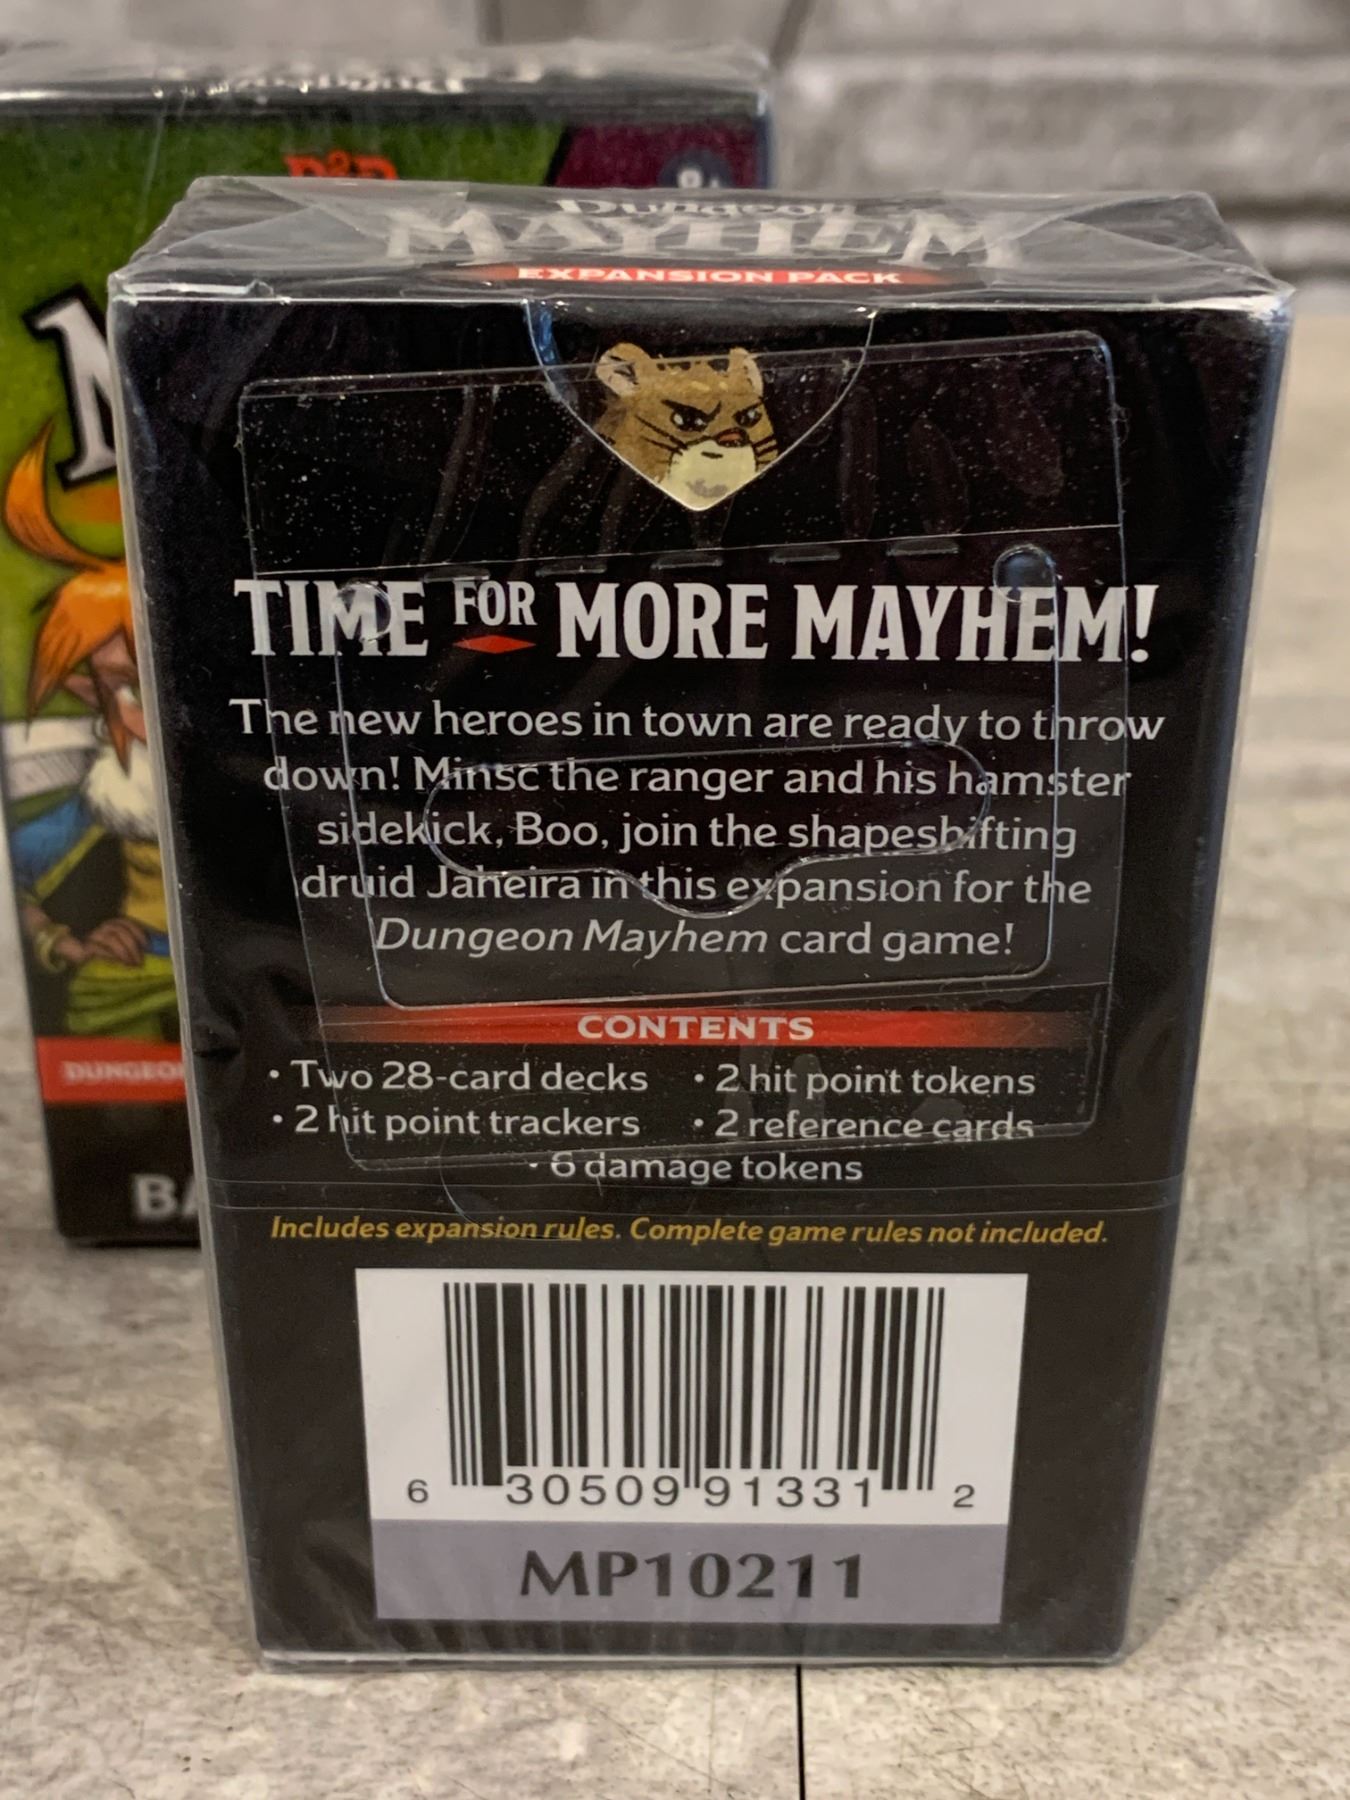 D&D
Dungeon
MAYHEM
EXPANSION PACK
TIME FOR MORE MAYHEM!
The new heroes in town are ready to throw
down! Minsc the ranger and his hamster
sidekick, Boo, join the shapeshifting
druid Jaheira in this expansion for the
Dungeon Mayhem card game!
CONTENTS
• Two 28-card decks • 2 hit point tokens
• 2 hit point trackers • 2 reference cards
• 6 damage tokens
Includes expansion rules. Complete game rules not included.
6 30509 91331 2
MP10211